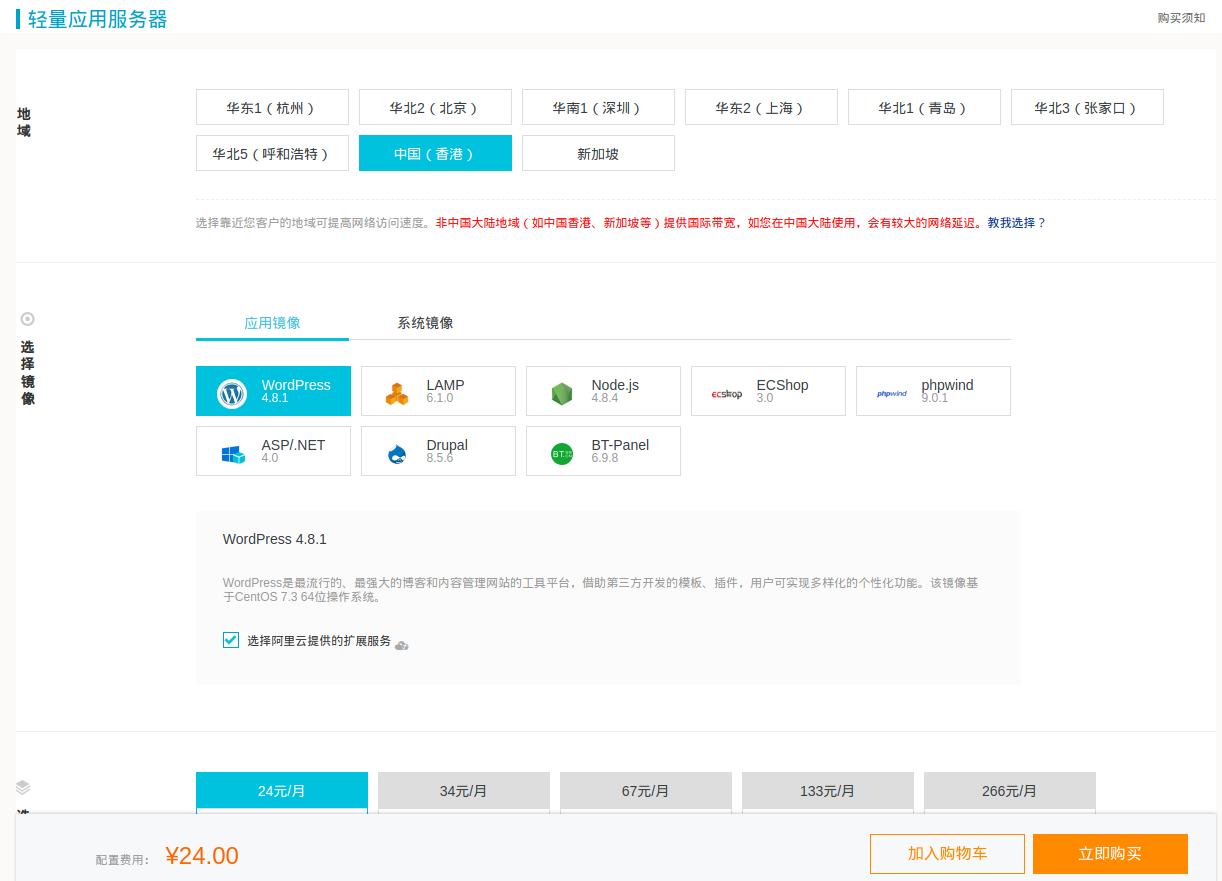 轻量应用服务器
购买须知
地域
华东1（杭州）
华北2（北京）
华南1（深圳）
华东2（上海）
华北1（青岛）
华北3（张家口）
华北5（呼和浩特）
中国（香港）
新加坡
选择靠近您客户的地域可提高网络访问速度。非中国大陆地域（如中国香港、新加坡等）提供国际带宽，如您在中国大陆使用，会有较大的网络延迟。教我选择？
选择镜像
应用镜像
系统镜像
WordPress
4.8.1
LAMP
6.1.0
Node.js
4.8.4
ECSHOP
ECShop
3.0
phpwind
phpwind
9.0.1
ASP/.NET
4.0
Drupal
8.5.6
BT-Panel
6.9.8
WordPress 4.8.1
WordPress是最流行的、最强大的博客和内容管理网站的工具平台，借助第三方开发的模板、插件，用户可实现多样化的个性化功能。该镜像基
于CentOS 7.3 64位操作系统。
选择阿里云提供的扩展服务
24元/月
34元/月
67元/月
133元/月
266元/月
配置费用：
¥24.00
加入购物车
立即购买